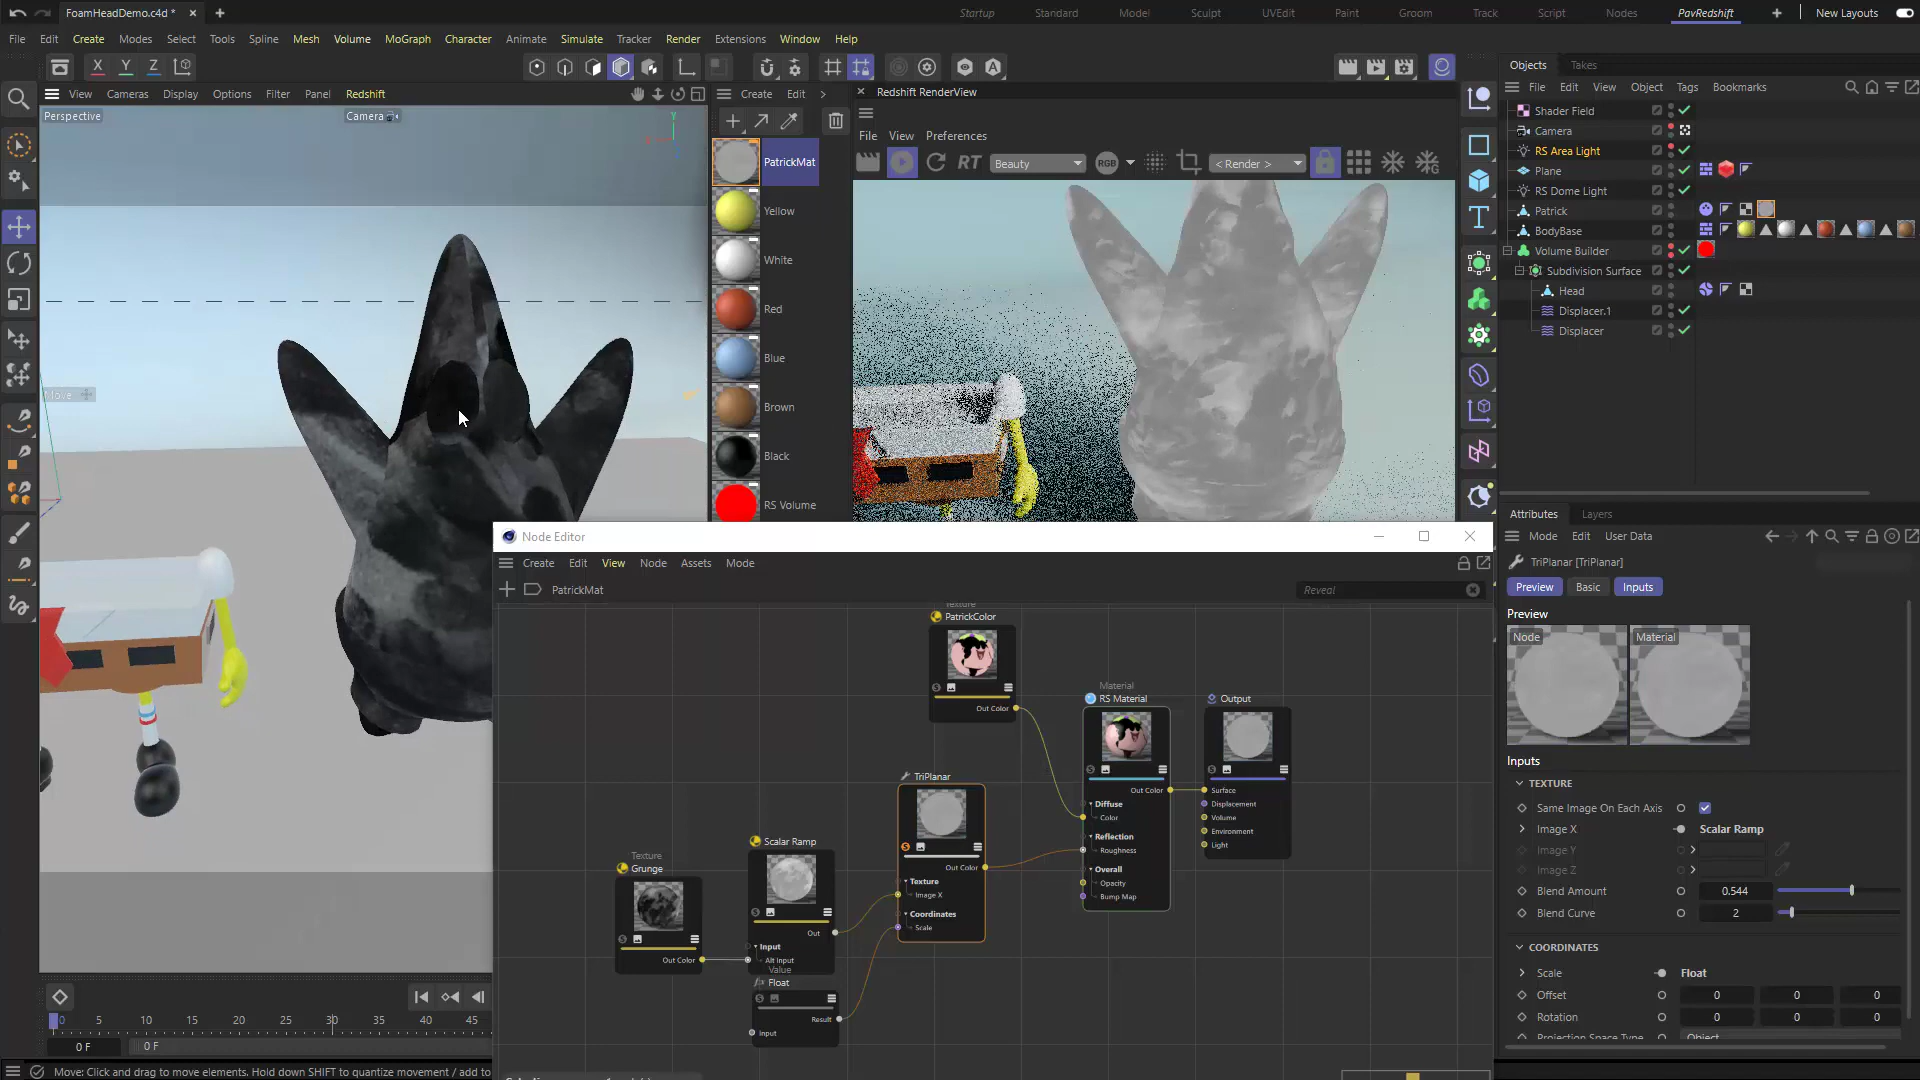 FoamHeadDemo.c4d *
Startup
Standard
Model
Sculpt
UVEdit
Paint
Groom
Track
Script
Nodes
PavRedshift
New Layouts
File
Edit
Create
Modes
Select
Tools
Spline
Mesh
Volume
MoGraph
Character
Animate
Simulate
Tracker
Render
Extensions
Window
Help
X
Y
Z
Objects
Takes
View
Cameras
Display
Options
Filter
Panel
Redshift
Create
Edit
Redshift RenderView
File
Edit
View
Object
Tags
Bookmarks
Perspective
Camera
Y
File
View
Preferences
RT
Beauty
RGB
< Render >
PatrickMat
Yellow
White
Red
Blue
Brown
Black
RS Volume
Shader Field
Camera
RS Area Light
Plane
RS Dome Light
Patrick
BodyBase
Volume Builder
Subdivision Surface
Head
Displacer.1
Displacer
Move
Node Editor
Create
Edit
View
Node
Assets
Mode
PatrickMat
Reveal
Texture
PatrickColor
Out Color
Material
RS Material
Out Color
Diffuse
Color
Reflection
Roughness
Overall
Opacity
Bump Map
Output
Surface
Displacement
Volume
Environment
Light
TriPlanar
Out Color
Texture
Image X
Coordinates
Scale
Scalar Ramp
Out
Input
Alt Input
Texture
Grunge
Out Color
Value
Float
Result
Input
Attributes
Layers
Mode
Edit
User Data
TriPlanar [TriPlanar]
Preview
Basic
Inputs
Preview
Node
Material
Inputs
TEXTURE
Same Image On Each Axis
Image X
Scalar Ramp
Image Y
Image Z
Blend Amount
0.544
Blend Curve
2
COORDINATES
Scale
Float
Offset
0
0
0
Rotation
0
0
0
Projection Space Type
Object
0
5
10
15
20
25
30
35
40
45
0 F
0 F
Move: Click and drag to move elements. Hold down SHIFT to quantize movement / add to